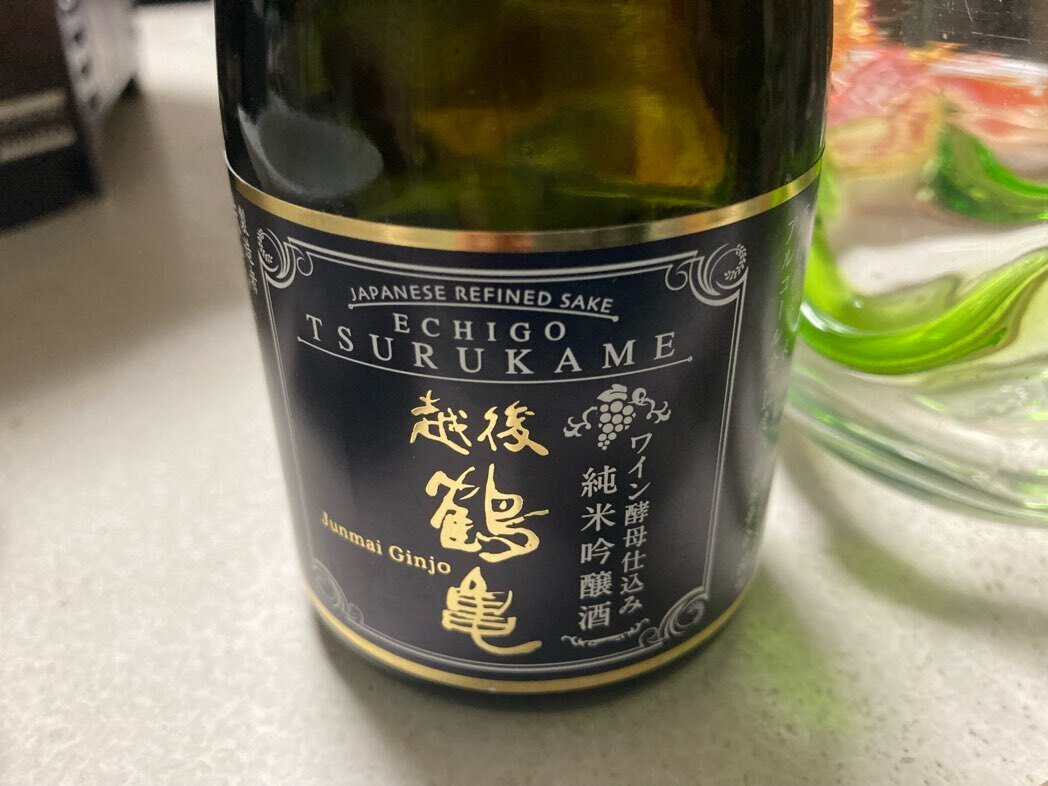 JAPANESE REFINED SAKE
ECHIGO
TSURUKAME
越後
鶴亀
Junmai Ginjo
ワイン酵母仕込み
純米吟醸酒